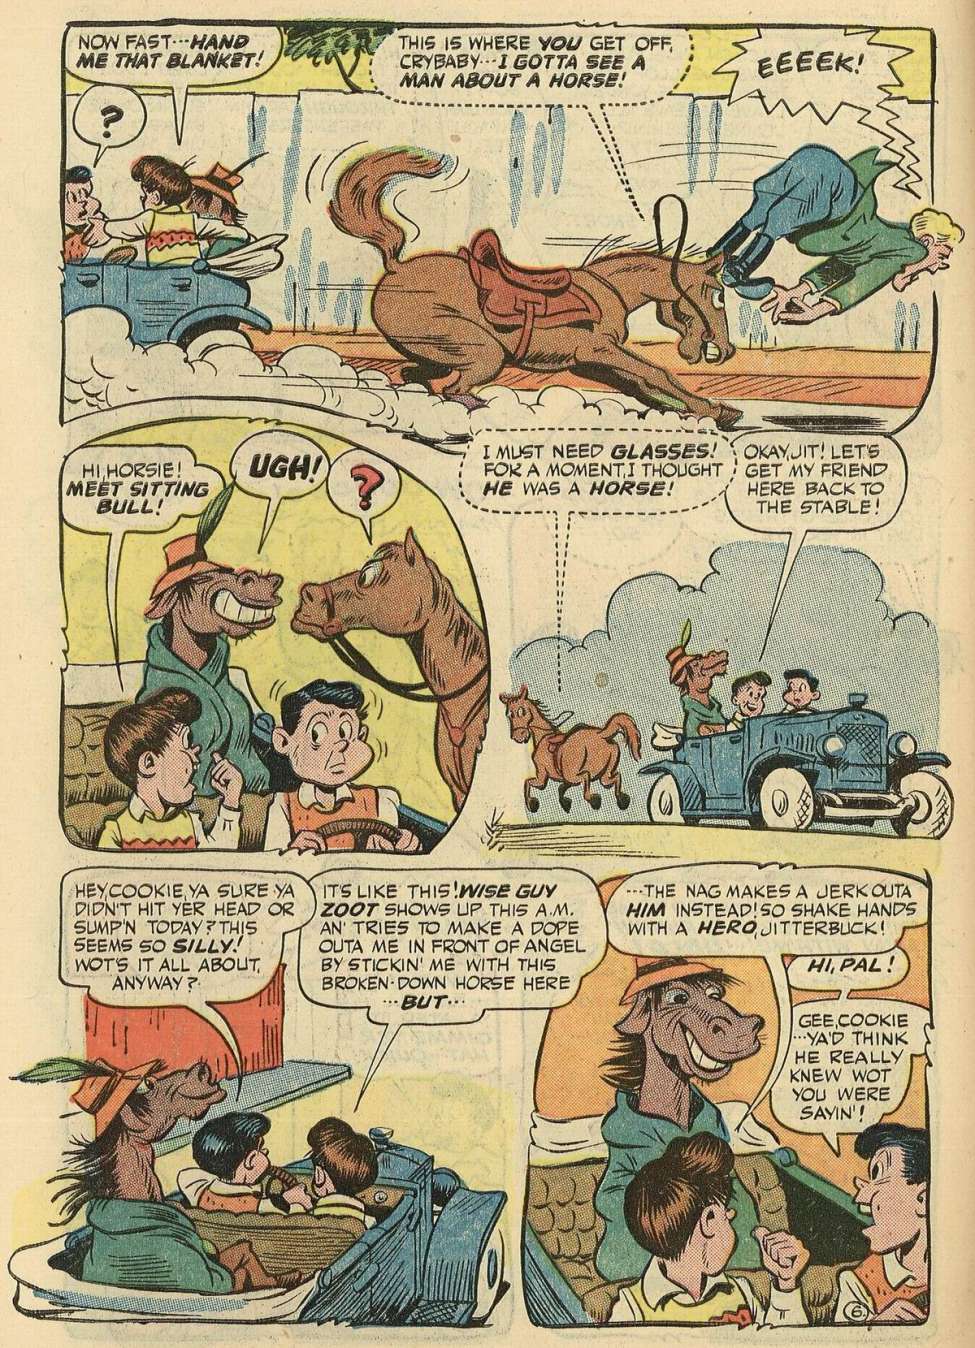 NOW FAST--- HAND
ME THAT BLANKET!
?
THIS IS WHERE YOU GET OFF,
CRYBABY--- I GOTTA SEE A
MAN ABOUT A HORSE!
EEEEK!
HI, HORSIE!
MEET SITTING
BULL!
UGH!
?
I MUST NEED GLASSES!
FOR A MOMENT, I THOUGHT
HE WAS A HORSE!
OKAY, JIT! LET'S
GET MY FRIEND
HERE BACK TO
THE STABLE!
HEY, COOKIE, YA SURE YA
DIDN'T HIT YER HEAD OR
SUMP'N TODAY? THIS
SEEMS SO SILLY!
WOT'S IT ALL ABOUT,
ANYWAY?
IT'S LIKE THIS! WISE GUY
ZOOT SHOWS UP THIS A.M.
AN' TRIES TO MAKE A DOPE
OUTA ME IN FRONT OF ANGEL
BY STICKIN' ME WITH THIS
BROKEN-DOWN HORSE HERE
---BUT---
---THE NAG MAKES A JERK OUTA
HIM INSTEAD! SO SHAKE HANDS
WITH A HERO, JITTERBUCK!
HI, PAL!
GEE, COOKIE
---YA'D THINK
HE REALLY
KNEW WOT
YOU WERE
SAYIN'!
6